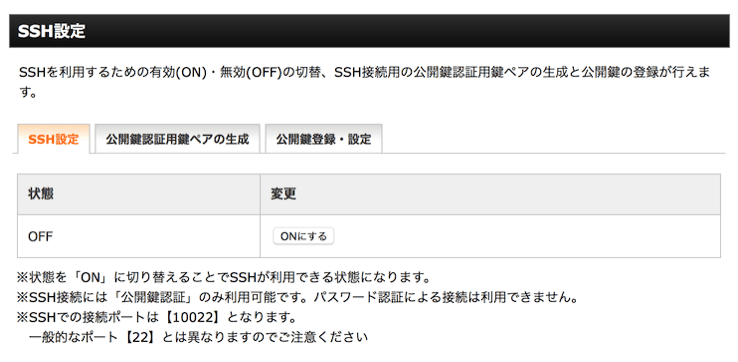 SSH設定
SSHを利用するための有効(ON)・無効(OFF)の切替、SSH接続用の公開鍵認証用鍵ペアの生成と公開鍵の登録が行えま
す。
SSH設定 公開鍵認証用鍵ペアの生成 公開鍵登録・設定
状態 変更
OFF ONにする
※状態を「ON」に切り替えることでSSHが利用できる状態になります。
※SSH接続には「公開鍵認証」のみ利用可能です。パスワード認証による接続は利用できません。
※SSHでの接続ポートは【10022】となります。
一般的なポート【22】とは異なりますのでご注意ください